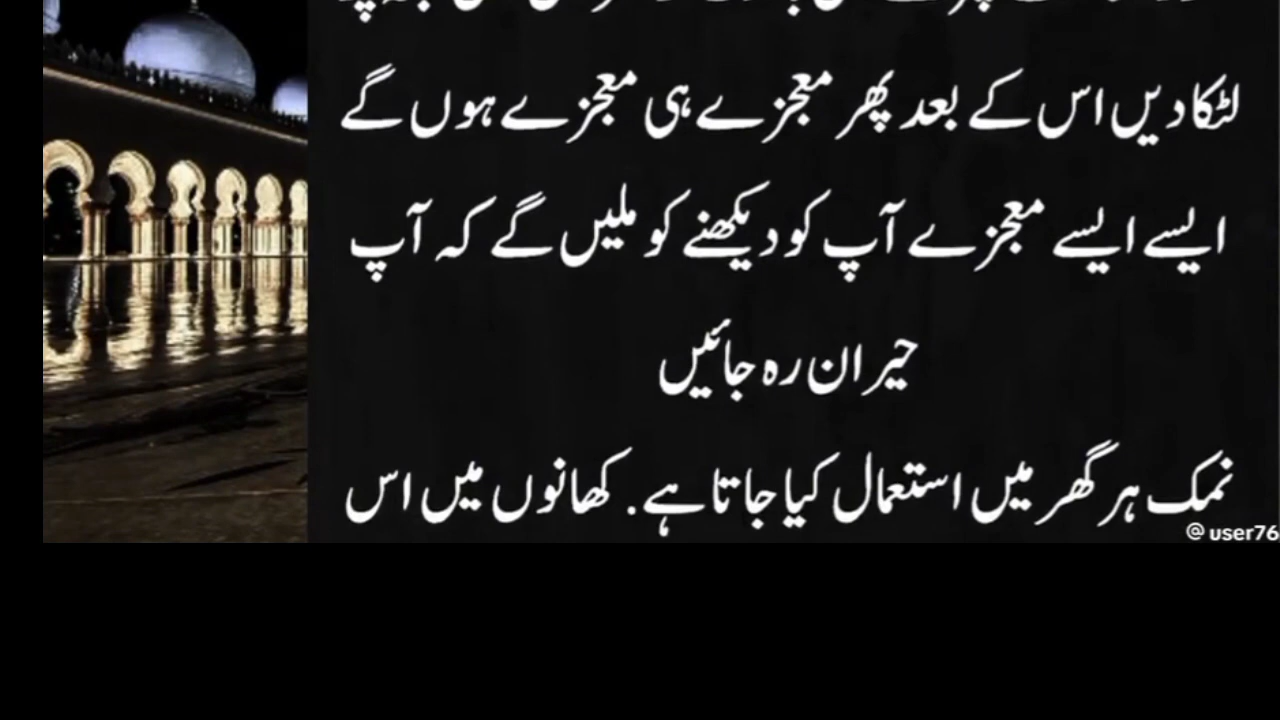 لٹکا دیں اس کے بعد پھر معجزے ہی معجزے ہوں گے
ایسے ایسے معجزے آپ کو دیکھنے کو ملیں گے کہ آپ
حیران رہ جائیں
نمک ہر گھر میں استعمال کیا جاتا ہے. کھانوں میں اس
@user76